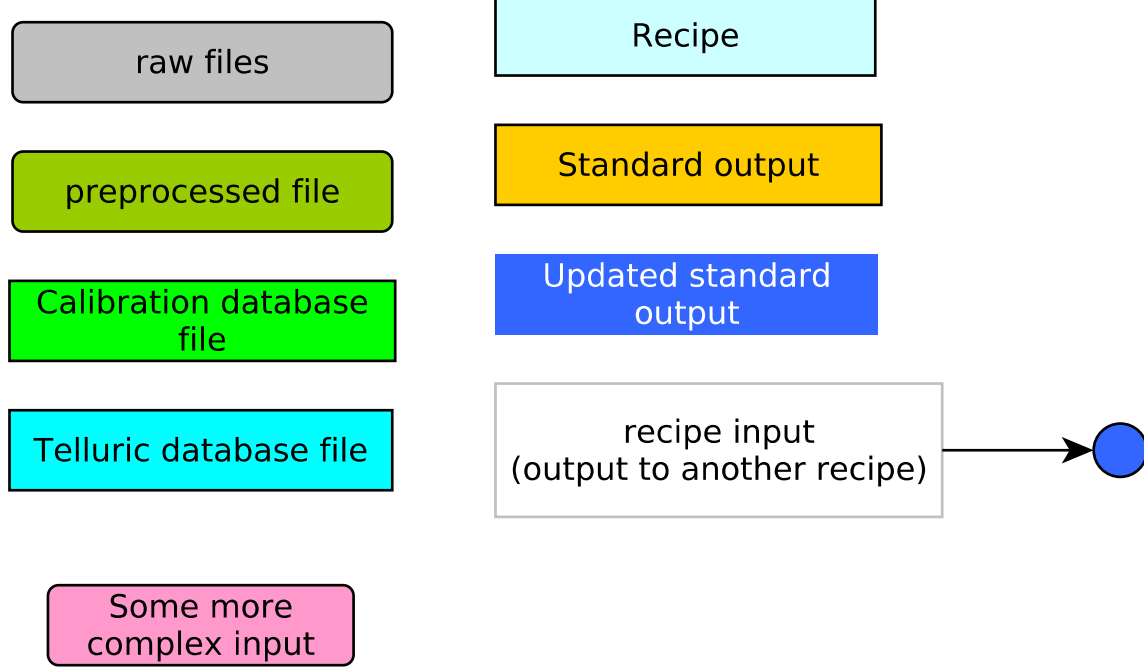 raw files
preprocessed file
Calibration database
file
Telluric database file
Some more
complex input
Recipe
Standard output
Updated standard
output
recipe input
(output to another recipe)